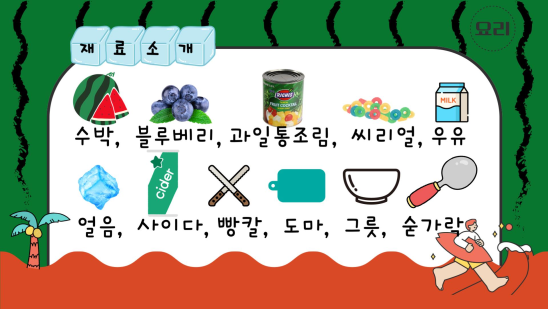 요리
재료소개
MILK
수박, 블루베리, 과일통조림, 씨리얼, 우유
cider
얼음, 사이다, 빵칼, 도마, 그릇, 숟가락